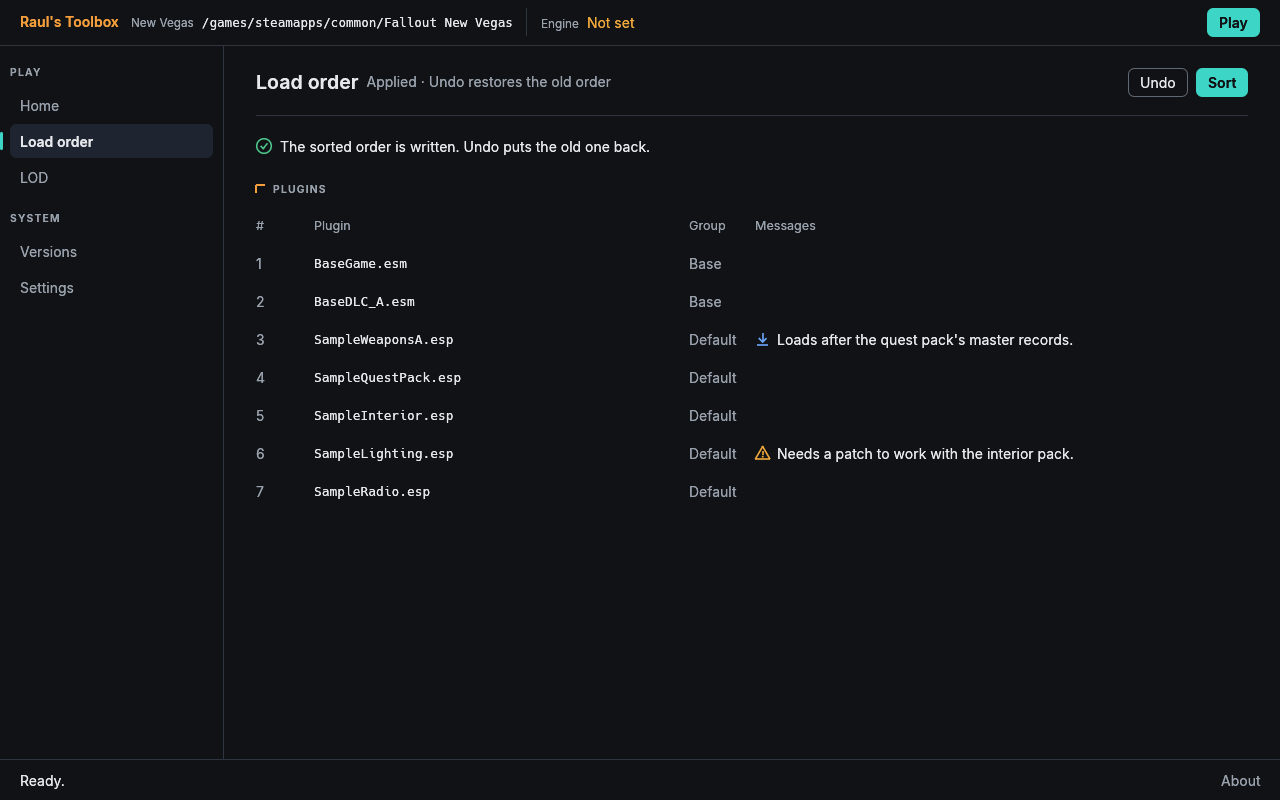 Raul's Toolbox New Vegas /games/steamapps/common/Fallout New Vegas Engine Not set Play
PLAY
Home
Load order
LOD
SYSTEM
Versions
Settings
Load order Applied · Undo restores the old order Undo Sort
The sorted order is written. Undo puts the old one back.
PLUGINS
# Plugin Group Messages
1 BaseGame.esm Base
2 BaseDLC_A.esm Base
3 SampleWeaponsA.esp Default Loads after the quest pack's master records.
4 SampleQuestPack.esp Default
5 SampleInterior.esp Default
6 SampleLighting.esp Default Needs a patch to work with the interior pack.
7 SampleRadio.esp Default
Ready. About